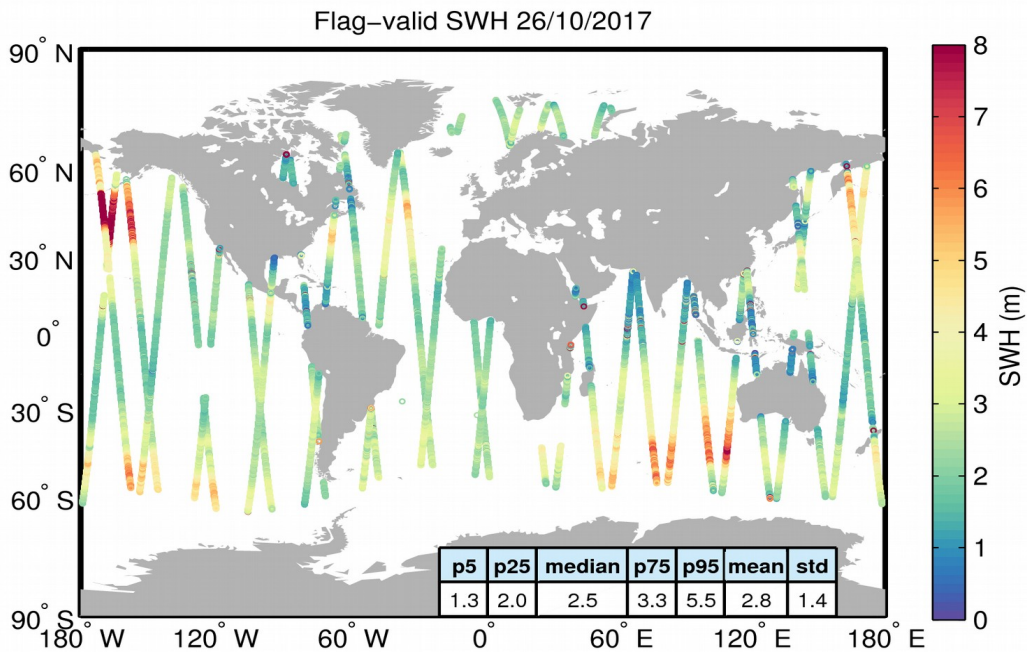 Flag-valid SWH 26/10/2017
90° N
60° N
30° N
0°
30° S
60° S
90° S
180° W
120° W
60° W
0°
60° E
120° E
180° E
p5 p25 median p75 p95 mean std
1.3 2.0 2.5 3.3 5.5 2.8 1.4
8
7
6
5
4
3
2
1
0
SWH (m)